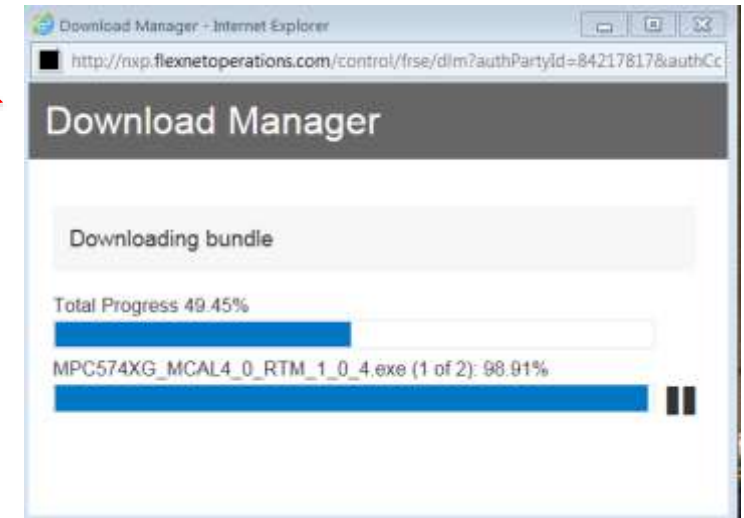 Download Manager - Internet Explorer
http://nxp.flexnetoperations.com/control/frse/dlm?authPartyId=84217817&authCc
Download Manager
Downloading bundle
Total Progress 49.45%
MPC574XG_MCAL4_0_RTM_1_0_4.exe (1 of 2): 98.91%